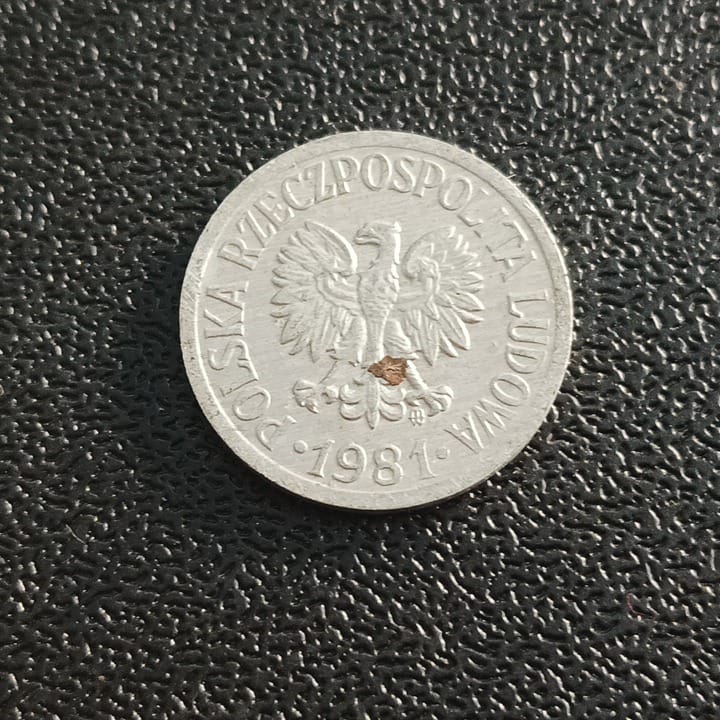 POLSKA RZECZPOSPOLITA LUDOWA
·1981·